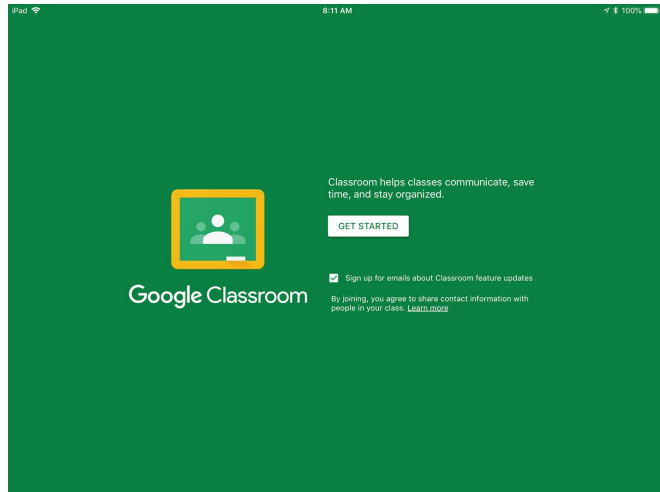 iPad
8:11 AM
100%
Classroom helps classes communicate, save
time, and stay organized.
GET STARTED
Google Classroom
Sign up for emails about Classroom feature updates
By joining, you agree to share contact information with
people in your class. Learn more